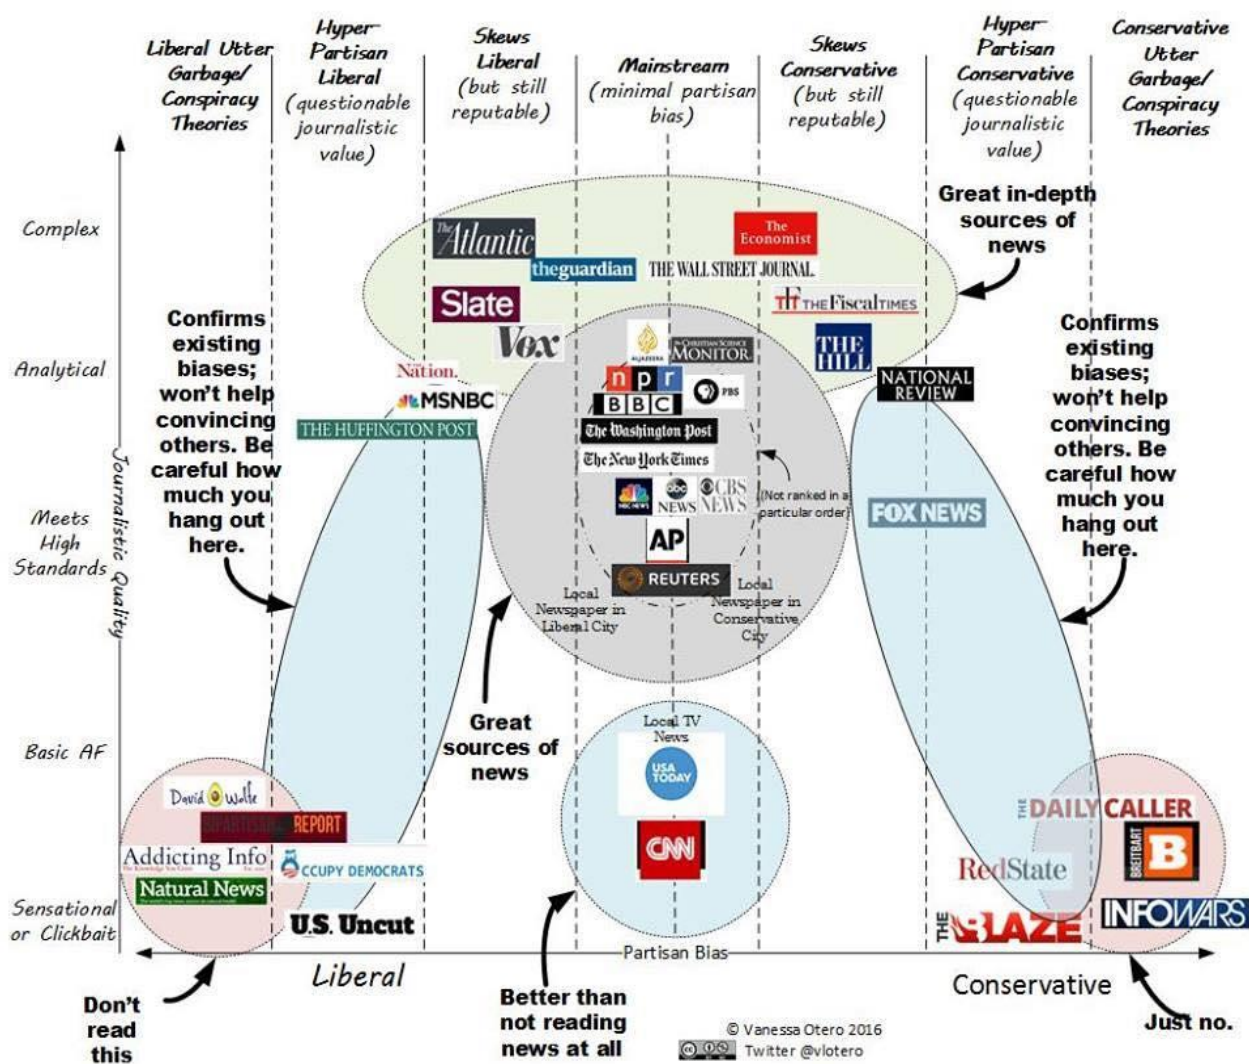 Liberal Utter
Garbage/
Conspiracy
Theories
Hyper-
Partisan
Liberal
(questionable
journalistic
value)
Skews
Liberal
(but still
reputable)
Mainstream
(minimal partisan
bias)
Skews
Conservative
(but still
reputable)
Hyper-
Partisan
Conservative
(questionable
journalistic
value)
Conservative
Utter
Garbage/
Conspiracy
Theories
Journalistic Quality
Complex
Analytical
Meets
High
Standards
Basic AF
Sensational
or Clickbait
Great in-depth
sources of
news
The
Atlantic
theguardian
The
Economist
THE WALL STREET JOURNAL.
Slate
Vox
THE FISCAL TIMES
THE
HILL
Confirms
existing
biases;
won't help
convincing
others. Be
careful how
much you
hang out
here.
The
Nation.
MSNBC
THE HUFFINGTON POST
ALJAZEERA
The CHRISTIAN SCIENCE
MONITOR
npr
PBS
BBC
The Washington Post
The New York Times
NBC NEWS
abc
NEWS
CBS
NEWS
(Not ranked in a
particular order)
AP
REUTERS
Local
Newspaper in
Liberal City
Local
Newspaper in
Conservative
City
NATIONAL
REVIEW
FOX NEWS
Confirms
existing
biases;
won't help
convincing
others. Be
careful how
much you
hang out
here.
Great
sources of
news
Local TV
News
USA
TODAY
CNN
David Wolfe
REPORT
Addicting Info
Natural News
OCCUPY DEMOCRATS
U.S. Uncut
THE
DAILY CALLER
BREITBART
B
RedState
INFOWARS
THE
BLAZE
Partisan Bias
Liberal
Conservative
Don't
read
this
Better than
not reading
news at all
Just no.
© Vanessa Otero 2016
cc
Twitter @vlotero